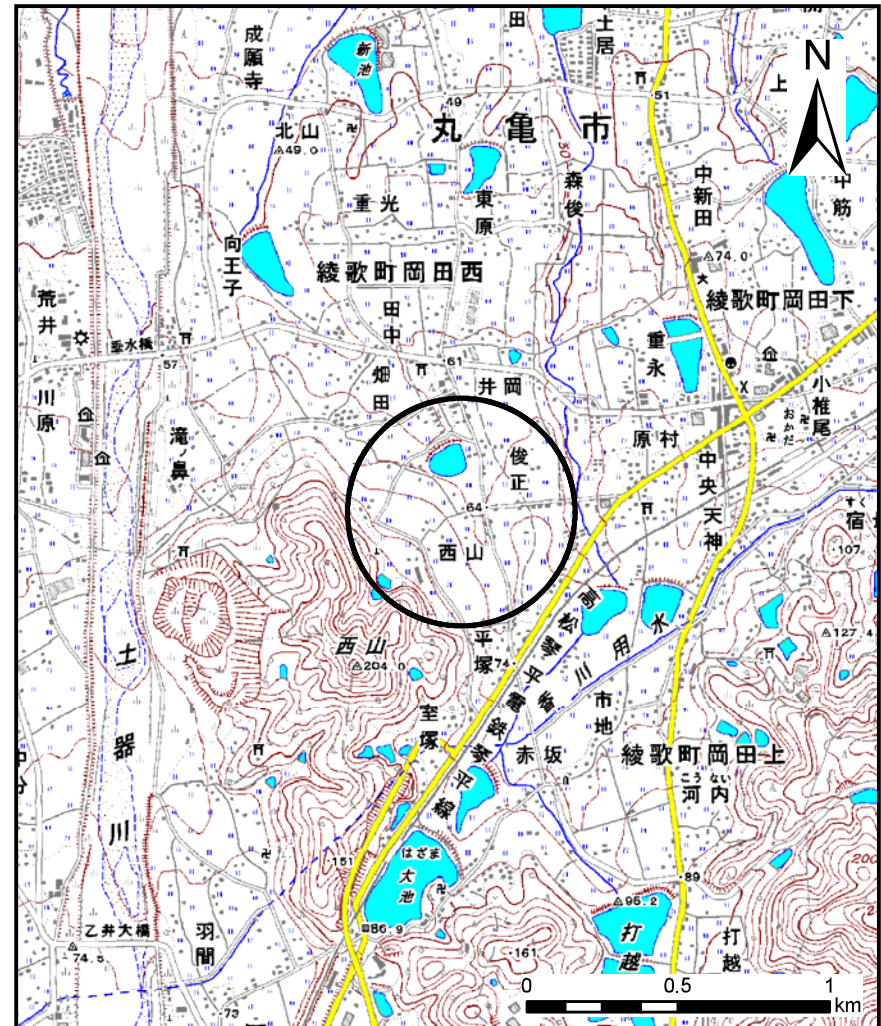 成願寺
新池
田
土居
49
51
上
N
丸亀市
北山
49.0
50
中新田
中筋
重光
東原
森俊
向王子
綾歌町岡田西
74.0
綾歌町岡田下
荒井
田中
重永
垂水橋
57
61
畑田
井岡
小椎尾
川原
滝ノ鼻
俊正
原村
おかだ
中央
天神
64
すく
宿
107
西山
西山
204.0
平塚
74
高松琴平電鉄琴平線
香川用水
127.4
土器川
室塚
市地
赤坂
綾歌町岡田上
こうない
河内
151
はざま
大池
200
89
95.2
乙井大橋
74.5
羽間
86.9
打越
打越
161
73
0
0.5
1
km